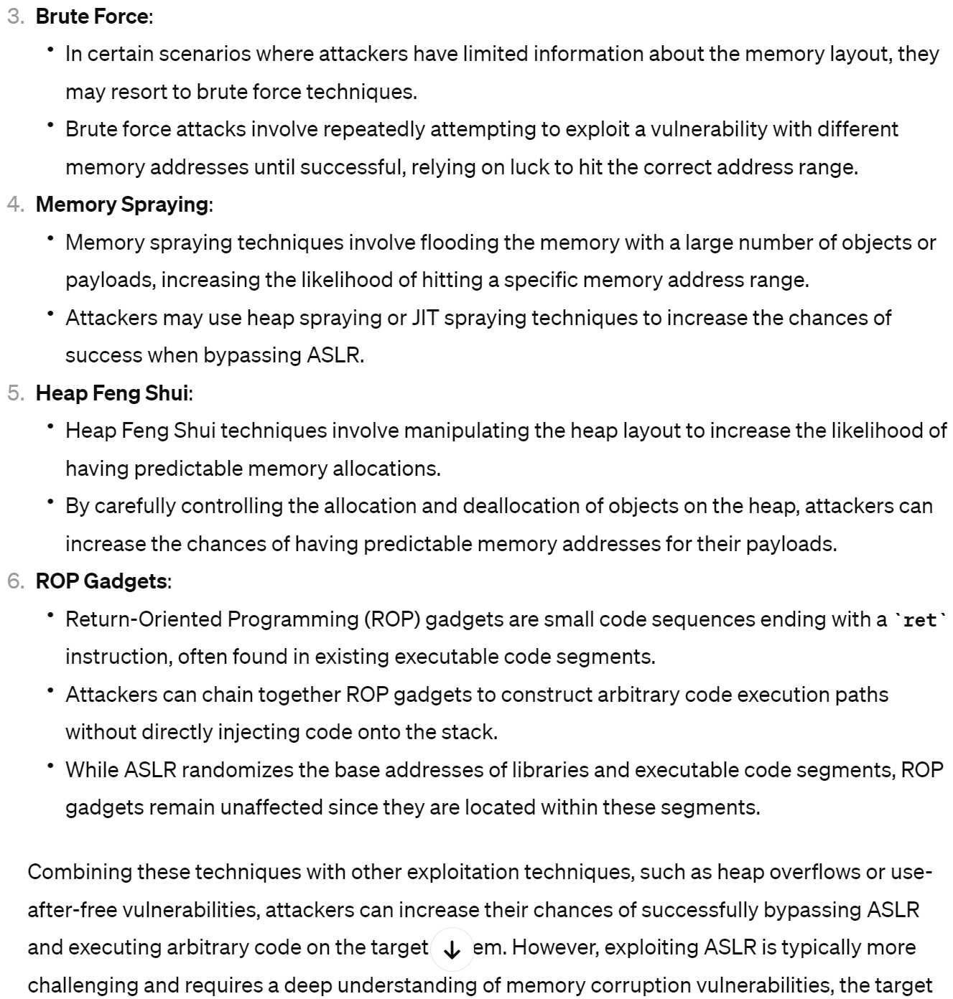 3. Brute Force:
• In certain scenarios where attackers have limited information about the memory layout, they
may resort to brute force techniques.
• Brute force attacks involve repeatedly attempting to exploit a vulnerability with different
memory addresses until successful, relying on luck to hit the correct address range.
4. Memory Spraying:
• Memory spraying techniques involve flooding the memory with a large number of objects or
payloads, increasing the likelihood of hitting a specific memory address range.
• Attackers may use heap spraying or JIT spraying techniques to increase the chances of
success when bypassing ASLR.
5. Heap Feng Shui:
• Heap Feng Shui techniques involve manipulating the heap layout to increase the likelihood of
having predictable memory allocations.
• By carefully controlling the allocation and deallocation of objects on the heap, attackers can
increase the chances of having predictable memory addresses for their payloads.
6. ROP Gadgets:
• Return-Oriented Programming (ROP) gadgets are small code sequences ending with a `ret`
instruction, often found in existing executable code segments.
• Attackers can chain together ROP gadgets to construct arbitrary code execution paths
without directly injecting code onto the stack.
• While ASLR randomizes the base addresses of libraries and executable code segments, ROP
gadgets remain unaffected since they are located within these segments.
Combining these techniques with other exploitation techniques, such as heap overflows or use-
after-free vulnerabilities, attackers can increase their chances of successfully bypassing ASLR
and executing arbitrary code on the target em. However, exploiting ASLR is typically more
challenging and requires a deep understanding of memory corruption vulnerabilities, the target